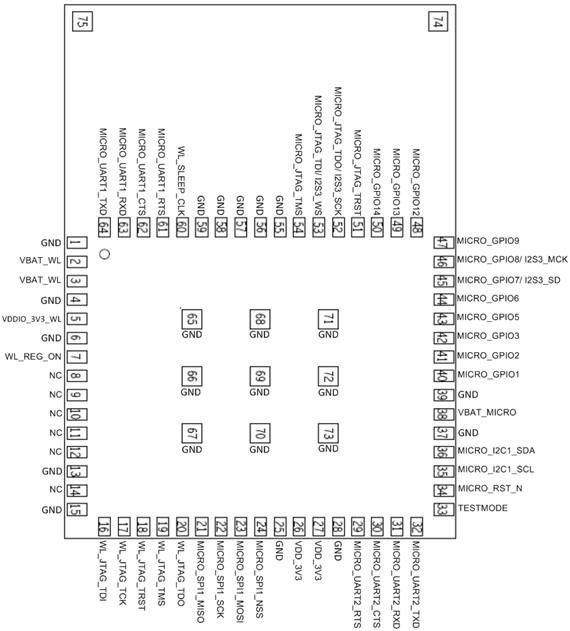 75
74
MICRO_UART1_TXD
MICRO_UART1_RXD
MICRO_UART1_CTS
MICRO_UART1_RTS
WL_SLEEP_CLK
GND
GND
GND
GND
GND
MICRO_JTAG_TMS
MICRO_JTAG_TDI/ I2S3_WS
MICRO_JTAG_TDO/ I2S3_SCK
MICRO_JTAG_TRST
MICRO_GPIO14
MICRO_GPIO13
MICRO_GPIO12
64
63
62
61
60
59
58
57
56
55
54
53
52
51
50
49
48
GND 1
VBAT_WL 2
VBAT_WL 3
GND 4
VDDIO_3V3_WL 5
GND 6
WL_REG_ON 7
NC 8
NC 9
NC 10
NC 11
NC 12
GND 13
NC 14
GND 15
65 68 71
GND GND GND
66 69 72
GND GND GND
67 70 73
GND GND GND
47 MICRO_GPIO9
46 MICRO_GPIO8/ I2S3_MCK
45 MICRO_GPIO7/ I2S3_SD
44 MICRO_GPIO6
43 MICRO_GPIO5
42 MICRO_GPIO3
41 MICRO_GPIO2
40 MICRO_GPIO1
39 GND
38 VBAT_MICRO
37 GND
36 MICRO_I2C1_SDA
35 MICRO_I2C1_SCL
34 MICRO_RST_N
33 TESTMODE
16
17
18
19
20
21
22
23
24
25
26
27
28
29
30
31
32
WL_JTAG_TDI
WL_JTAG_TCK
WL_JTAG_TRST
WL_JTAG_TMS
WL_JTAG_TDO
MICRO_SPI1_MISO
MICRO_SPI1_SCK
MICRO_SPI1_MOSI
MICRO_SPI1_NSS
GND
VDD_3V3
VDD_3V3
GND
MICRO_UART2_RTS
MICRO_UART2_CTS
MICRO_UART2_RXD
MICRO_UART2_TXD